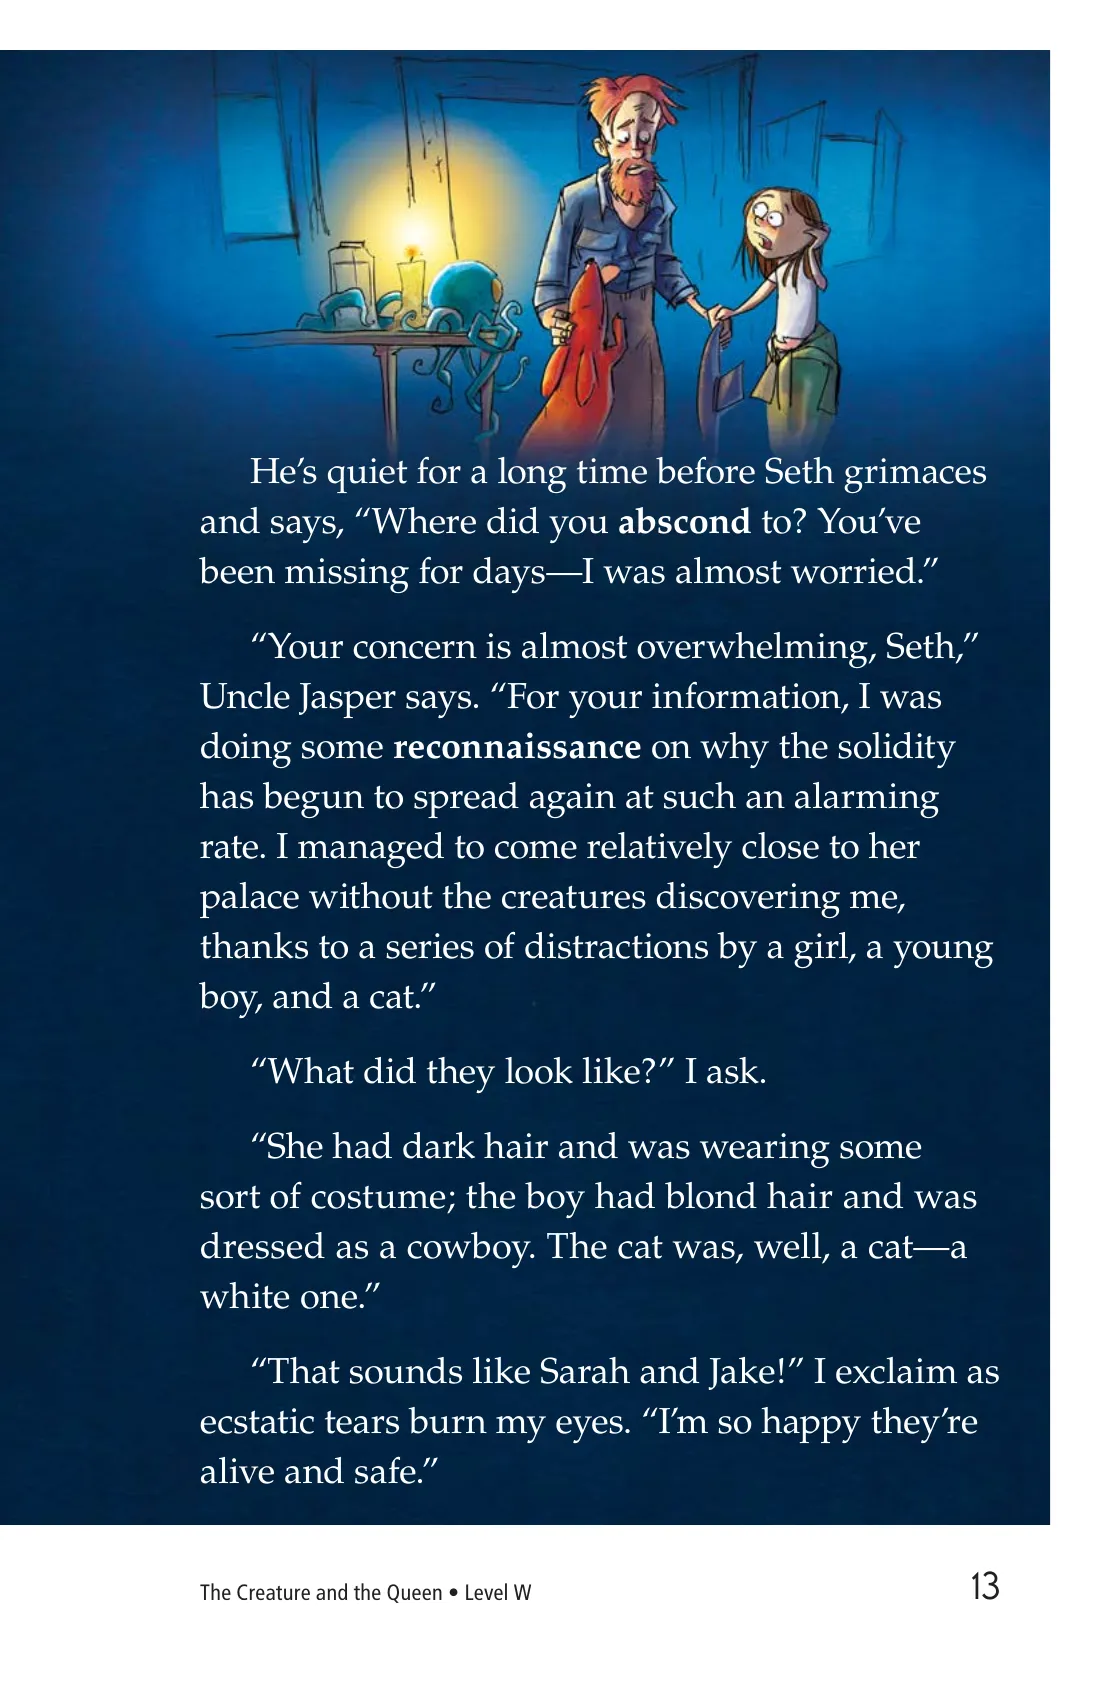 He’s quiet for a long time before Seth grimaces
and says, “Where did you abscond to? You’ve
been missing for days—I was almost worried.”
“Your concern is almost overwhelming, Seth,”
Uncle Jasper says. “For your information, I was
doing some reconnaissance on why the solidity
has begun to spread again at such an alarming
rate. I managed to come relatively close to her
palace without the creatures discovering me,
thanks to a series of distractions by a girl, a young
boy, and a cat.”
“What did they look like?” I ask.
“She had dark hair and was wearing some
sort of costume; the boy had blond hair and was
dressed as a cowboy. The cat was, well, a cat—a
white one.”
“That sounds like Sarah and Jake!” I exclaim as
ecstatic tears burn my eyes. “I’m so happy they’re
alive and safe.”
The Creature and the Queen • Level W
13